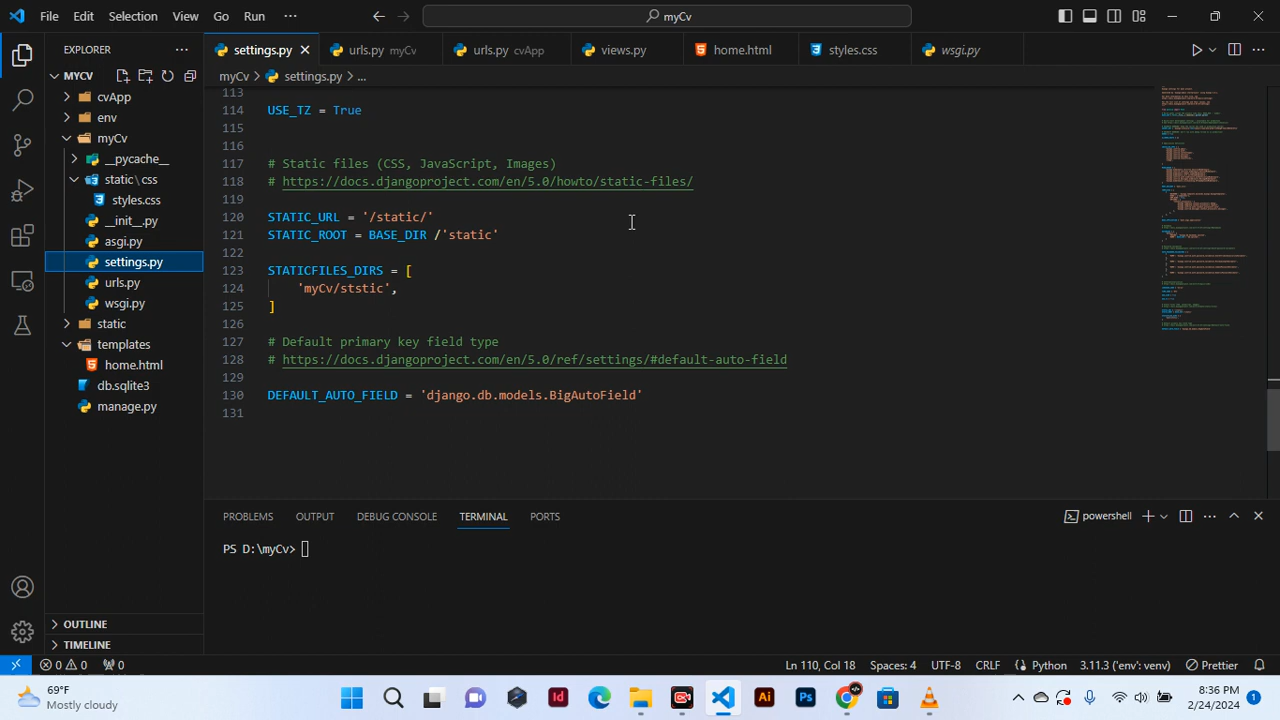 File Edit Selection View Go Run ... myCv
EXPLORER ...
settings.py urls.py myCv urls.py cvApp views.py home.html styles.css wsgi.py
MYCV
myCv > settings.py > ...
cvApp
env
myCv
__pycache__
static\css
styles.css
__init__.py
asgi.py
settings.py
urls.py
wsgi.py
static
templates
home.html
db.sqlite3
manage.py
OUTLINE
TIMELINE
113
114 USE_TZ = True
115
116
117 # Static files (CSS, JavaScript, Images)
118 # http://docs.djangoproject.com/en/5.0/howto/static-files/
119
120 STATIC_URL = '/static/'
121 STATIC_ROOT = BASE_DIR /'static'
122
123 STATICFILES_DIRS = [
124 'myCv/ststic',
125 ]
126
127 # Default primary key field type
128 # https://docs.djangoproject.com/en/5.0/ref/settings/#default-auto-field
129
130 DEFAULT_AUTO_FIELD = 'django.db.models.BigAutoField'
131
PROBLEMS OUTPUT DEBUG CONSOLE TERMINAL PORTS powershell
PS D:\myCv>
0 0 0 Ln 110, Col 18 Spaces: 4 UTF-8 CRLF Python 3.11.3 ('env': venv) Prettier
69°F
Mostly cloudy
8:36 PM
2/24/2024